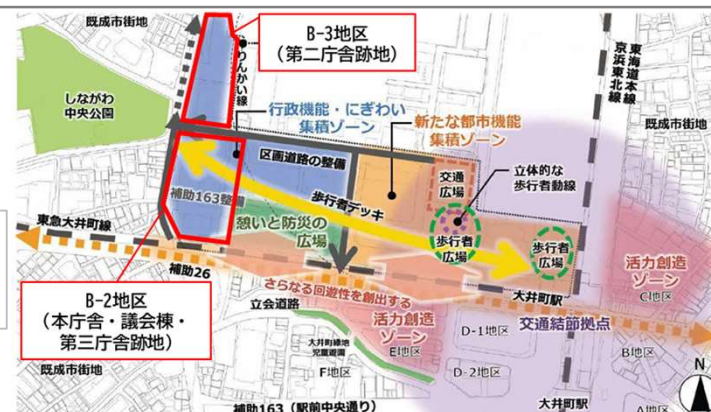 既成市街地
B-3地区
（第二庁舎跡地）
りんかい線
東海道本線
京浜東北線
しながわ
中央公園
行政機能・にぎわい
集積ゾーン
新たな都市機能
集積ゾーン
既成市街地
区画道路の整備
交通
広場
立体的な
歩行者動線
補助163整
歩行者デッキ
憩いと防災の
広場
歩行者
広場
歩行者
広場
東急大井町線
補助26
活力創造
ゾーン
C地区
B-2地区
（本庁舎・議会棟・
第三庁舎跡地）
さらなる回遊性を創出する
大井町駅
立会道路
活力創造
ゾーン
E地区
交通結節拠点
D-1地区
大井町緑地
児童遊園
F地区
D-2地区
B地区
N
既成市街地
補助163（駅前中央通り）
大井町駅
A地区